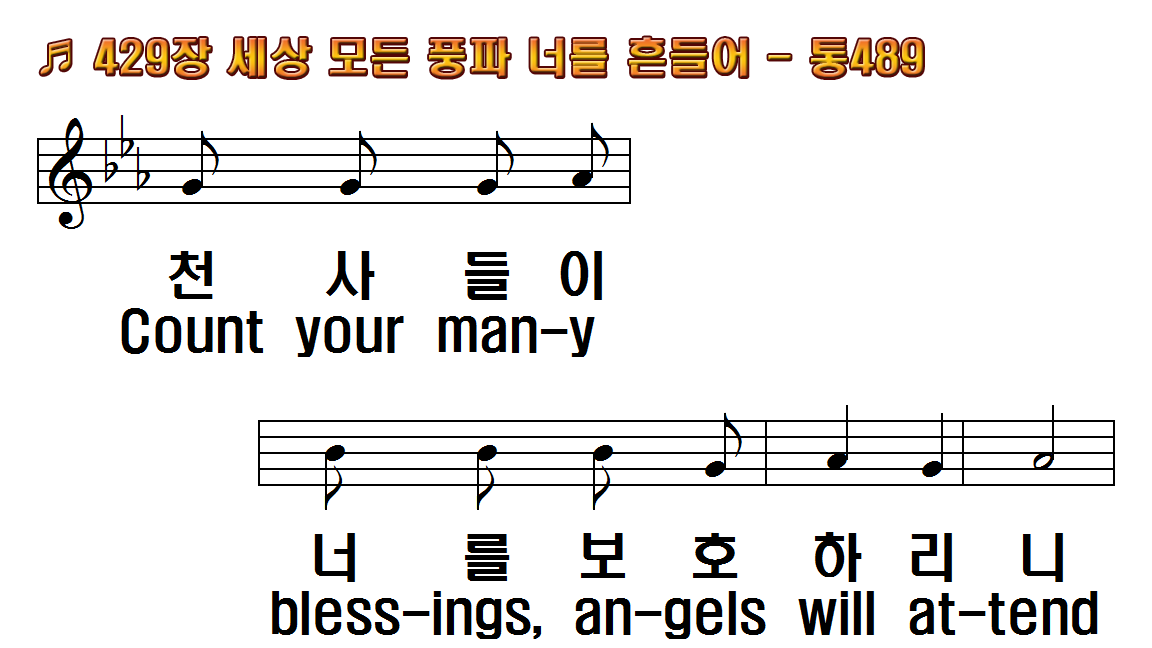 ♬ 429장 세상 모든 풍파 너를 흔들어 - 통489
천 사 들 이
Count your man-y
너 를 보 호 하 리 니
bless-ings, an-gels will at-tend